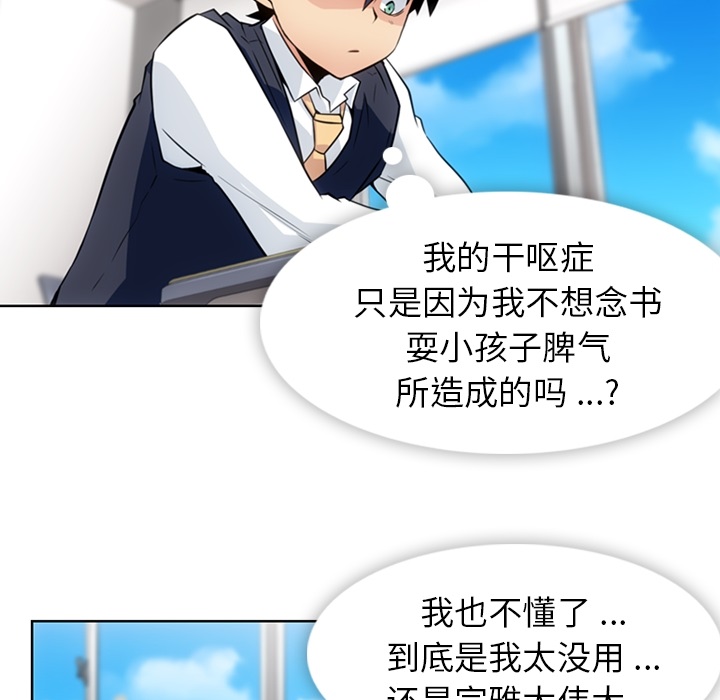 我的干呕症
只是因为我不想念书
耍小孩子脾气
所造成的吗 ...?
我也不懂了 ...
到底是我太没用 ...